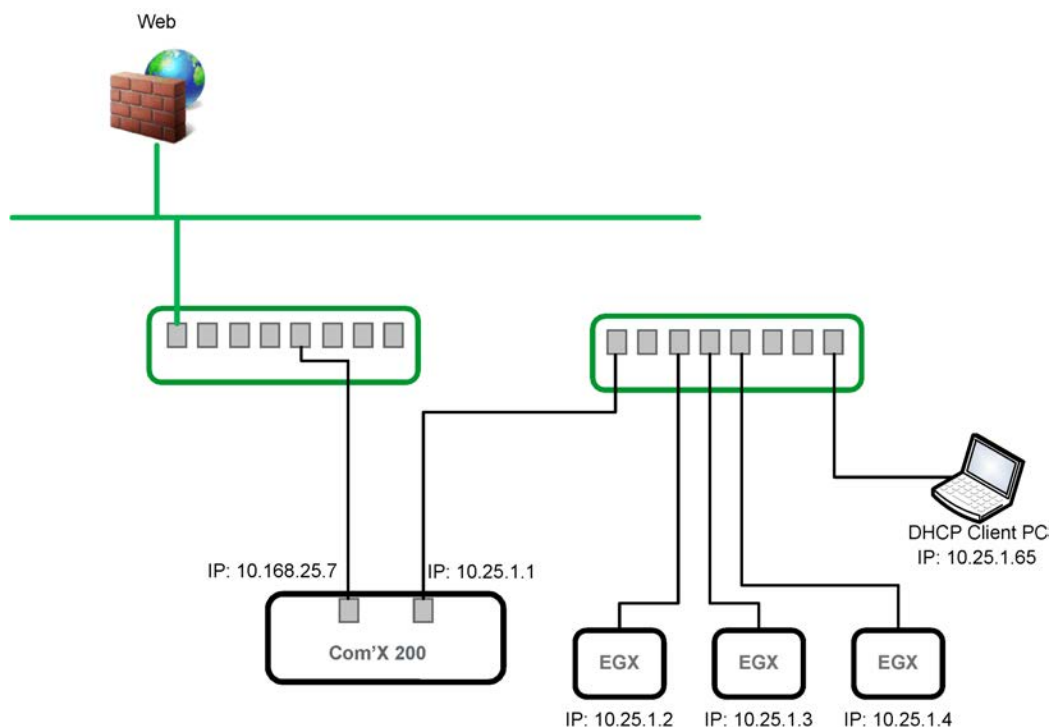 Web
DHCP Client PC
IP: 10.25.1.65
IP: 10.168.25.7
IP: 10.25.1.1
Com'X 200
EGX
EGX
EGX
IP: 10.25.1.2
IP: 10.25.1.3
IP: 10.25.1.4